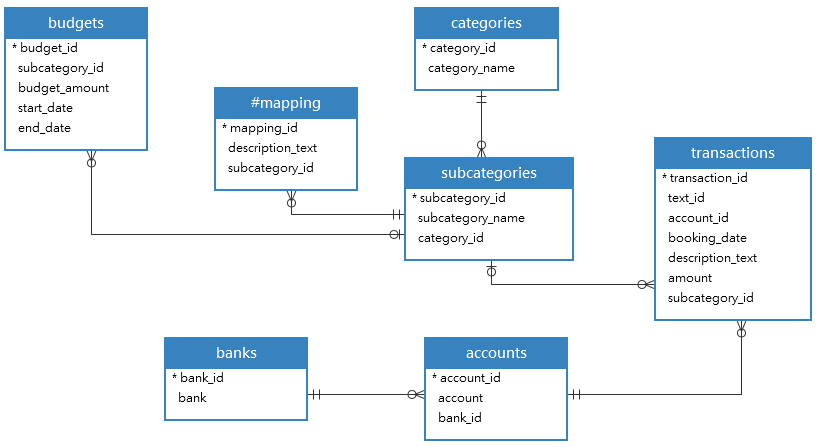 budgets
* budget_id
subcategory_id
budget_amount
start_date
end_date
categories
* category_id
category_name
#mapping
* mapping_id
description_text
subcategory_id
subcategories
* subcategory_id
subcategory_name
category_id
transactions
* transaction_id
text_id
account_id
booking_date
description_text
amount
subcategory_id
banks
* bank_id
bank
accounts
* account_id
account
bank_id